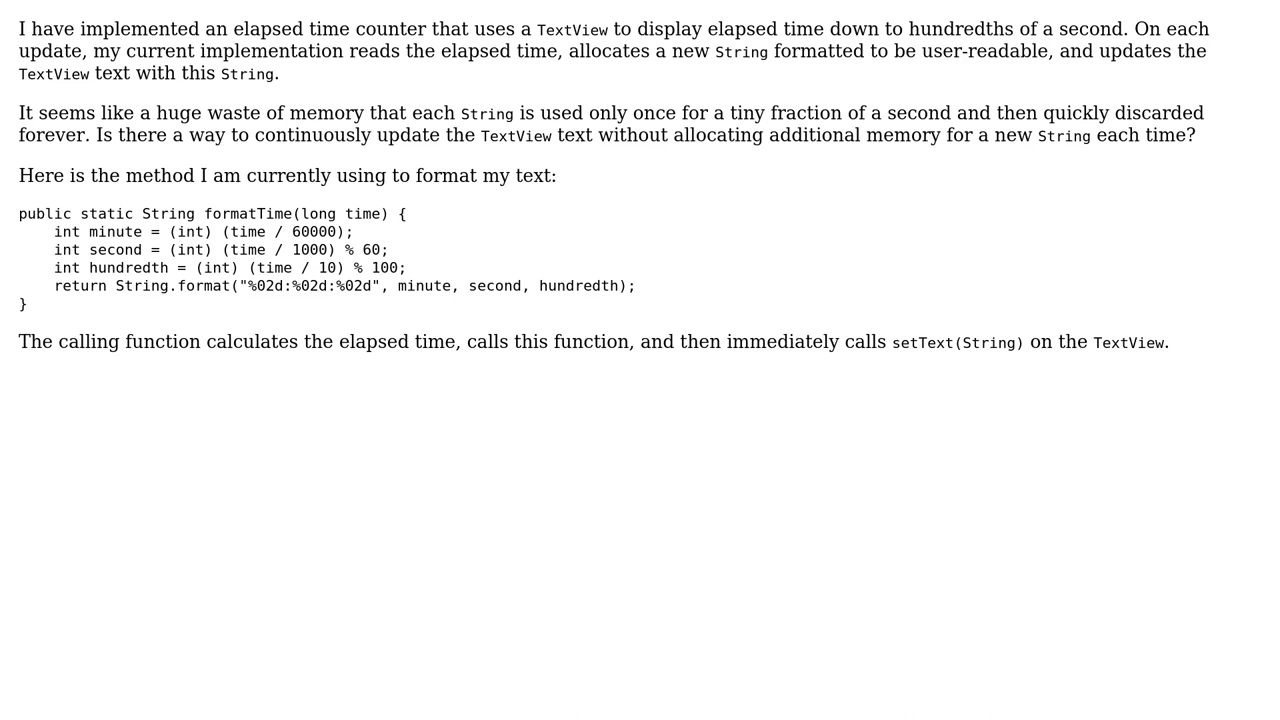 I have implemented an elapsed time counter that uses a TextView to display elapsed time down to hundredths of a second. On each
update, my current implementation reads the elapsed time, allocates a new String formatted to be user-readable, and updates the
TextView text with this String.
It seems like a huge waste of memory that each String is used only once for a tiny fraction of a second and then quickly discarded
forever. Is there a way to continuously update the TextView text without allocating additional memory for a new String each time?
Here is the method I am currently using to format my text:
public static String formatTime(long time) {
    int minute = (int) (time / 60000);
    int second = (int) (time / 1000) % 60;
    int hundredth = (int) (time / 10) % 100;
    return String.format("%02d:%02d:%02d", minute, second, hundredth);
}
The calling function calculates the elapsed time, calls this function, and then immediately calls setText(String) on the TextView.